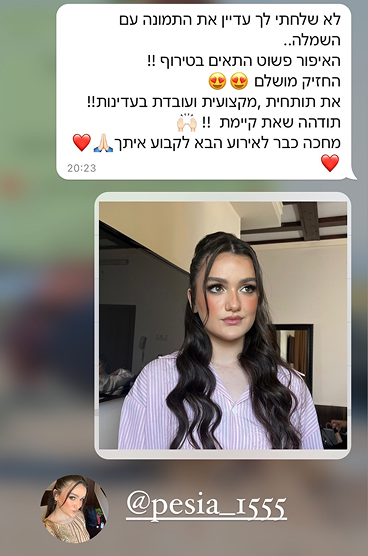 לא שלחתי לך עדיין את התמונה עם
השמלה..
האיפור פשוט התאים בטירוף !!
החזיק מושלם 😍😍
את תותחית ,מקצועית ועובדת בעדינות!!
תודהה שאת קיימת !! 🙌🏻
מחכה כבר לאירוע הבא לקבוע איתך🙏🏻❤️
❤️
20:23
@pesia_1555